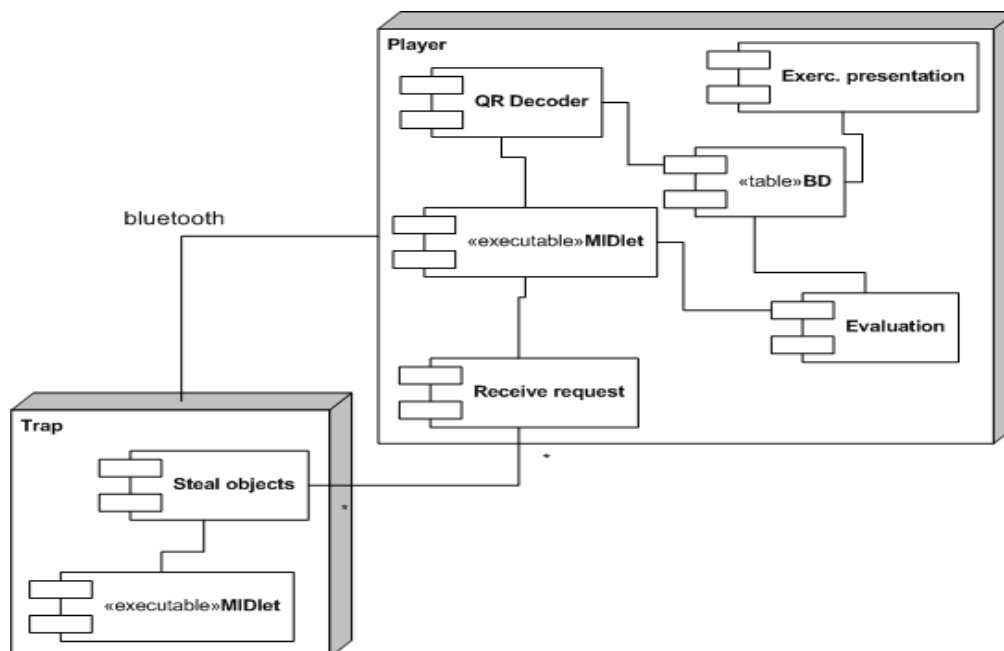 Player
QR Decoder
Exerc. presentation
«table»BD
bluetooth
«executable»MIDlet
Evaluation
Receive request
*
Trap
Steal objects
*
«executable»MIDlet